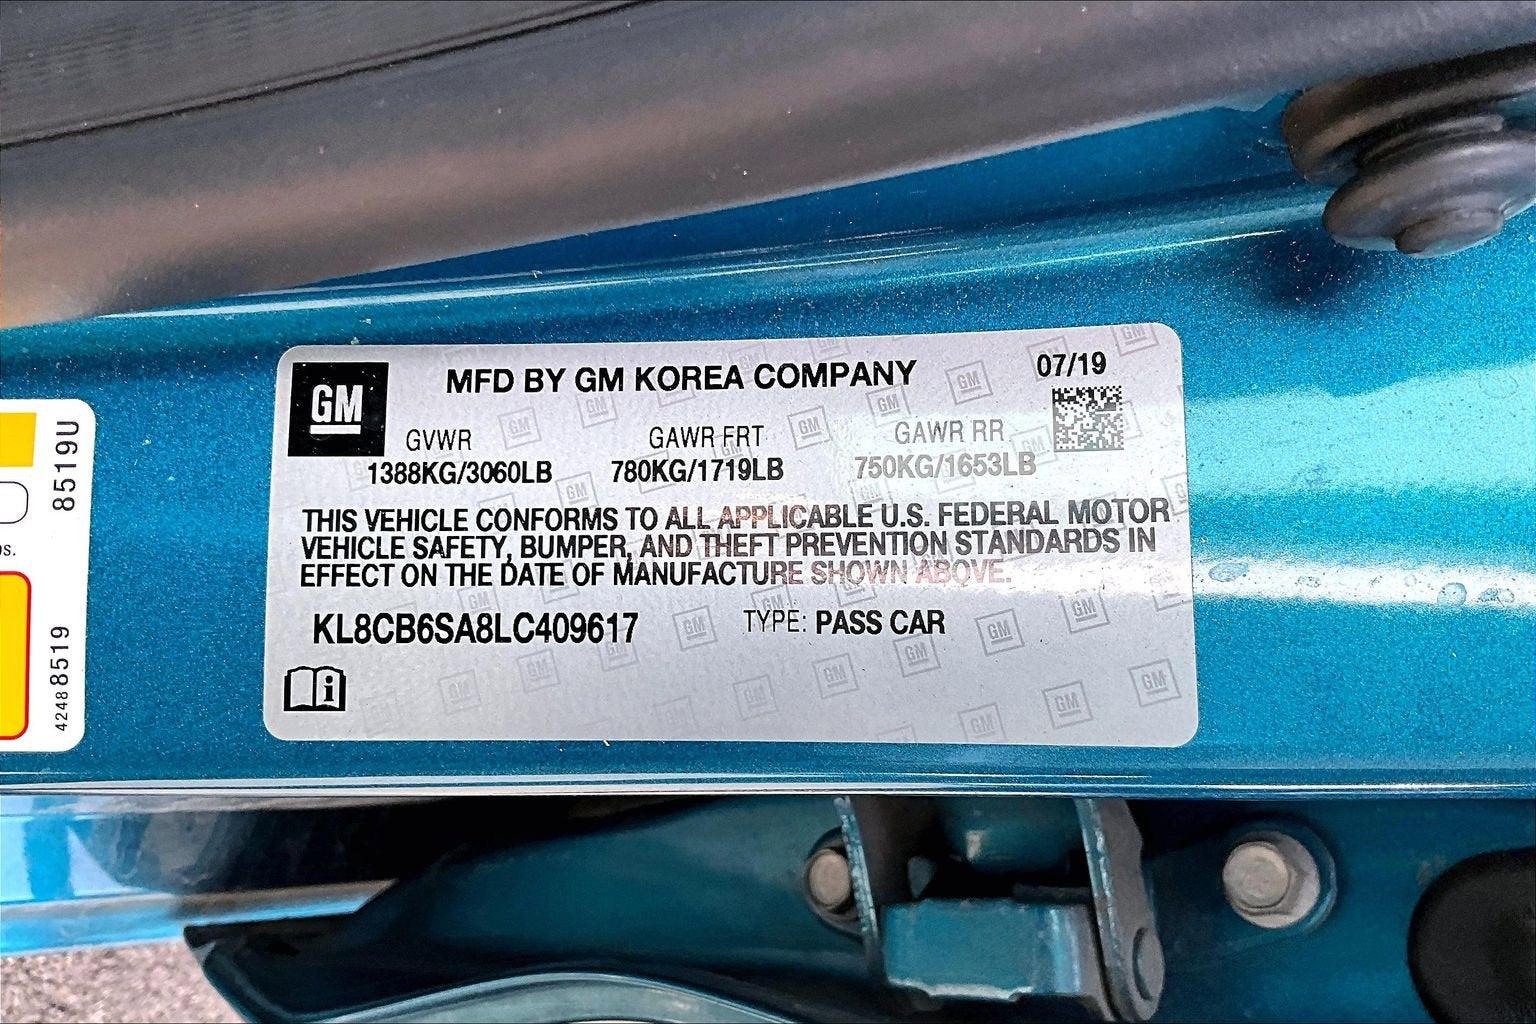 GM
MFD BY GM KOREA COMPANY
07/19
GVWR
GAWR FRT
GAWR RR
1388KG/3060LB
780KG/1719LB
750KG/1653LB
THIS VEHICLE CONFORMS TO ALL APPLICABLE U.S. FEDERAL MOTOR
VEHICLE SAFETY, BUMPER, AND THEFT PREVENTION STANDARDS IN
EFFECT ON THE DATE OF MANUFACTURE SHOWN ABOVE.
KL8CB6SA8LC409617
TYPE: PASS CAR
i
8519U
42488519